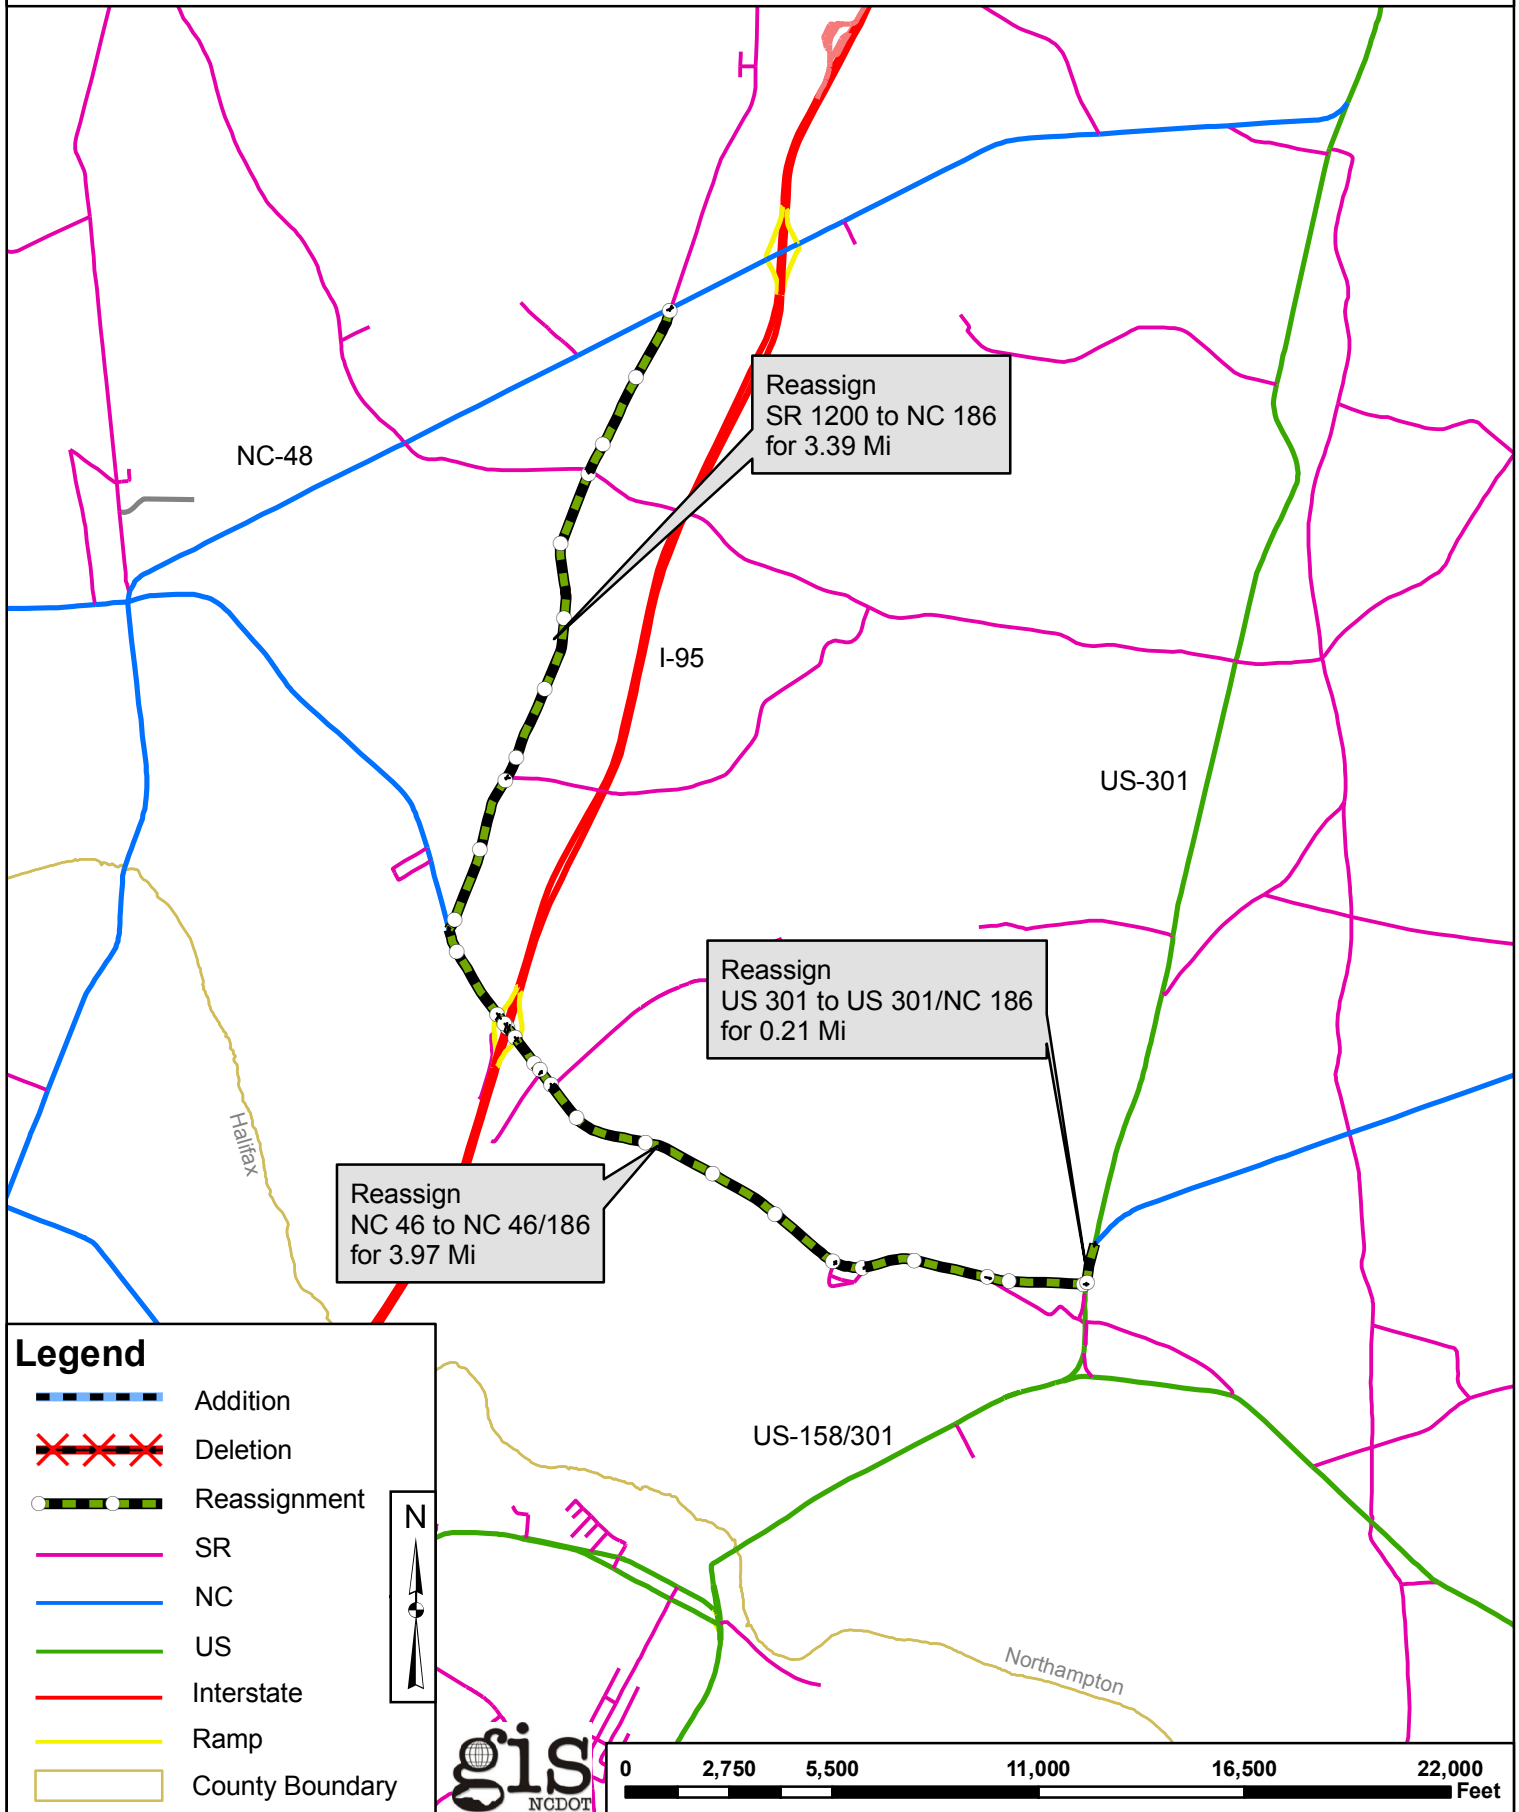 NC-48
Reassign
SR 1200 to NC 186
for 3.39 Mi
I-95
US-301
Reassign
US 301 to US 301/NC 186
for 0.21 Mi
Halifax
Reassign
NC 46 to NC 46/186
for 3.97 Mi
US-158/301
Northampton
Legend
Addition
Deletion
Reassignment
SR
NC
US
Interstate
Ramp
County Boundary
N
gis
NCDOT
0 2,750 5,500 11,000 16,500 22,000
Feet